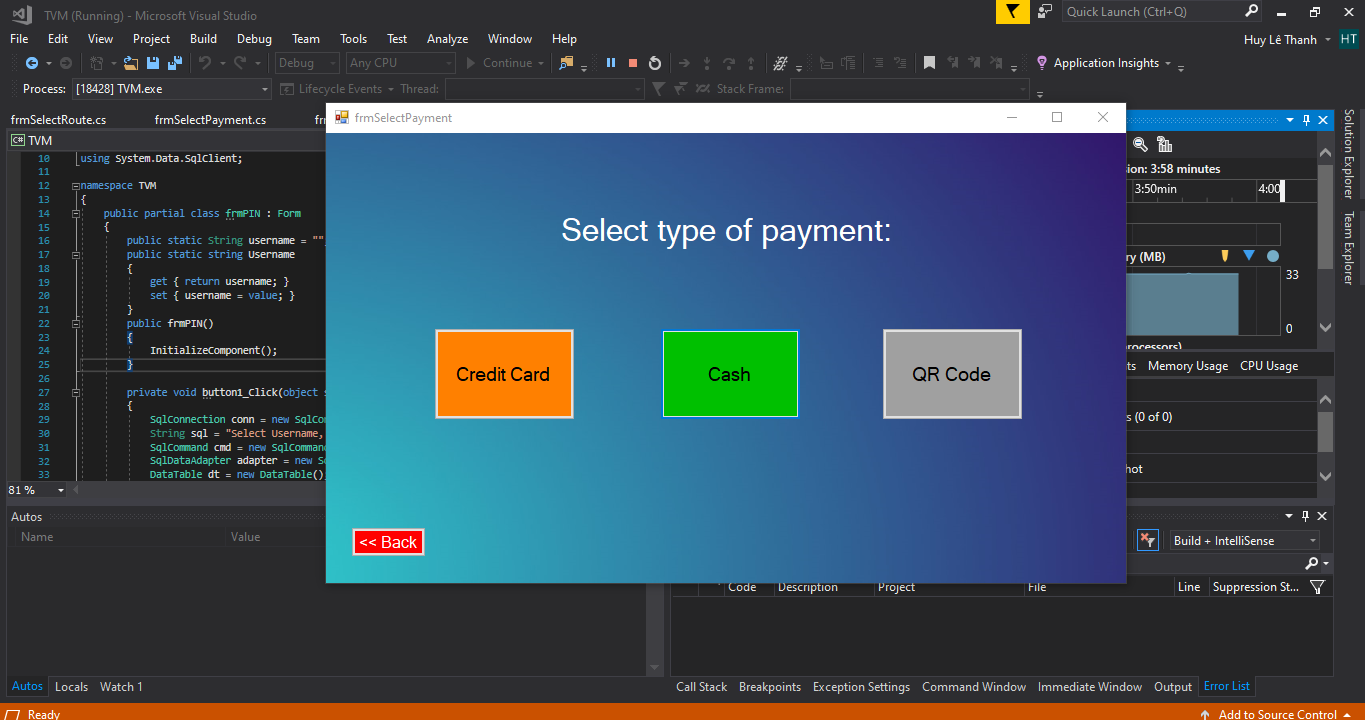 TVM (Running) - Microsoft Visual Studio
Quick Launch (Ctrl+Q)
File Edit View Project Build Debug Team Tools Test Analyze Window Help
Huy Lê Thanh HT
Debug Any CPU Continue Application Insights
Process: [18428] TVM.exe Lifecycle Events Thread: Stack Frame:
frmSelectRoute.cs frmSelectPayment.cs
TVM
10 using System.Data.SqlClient;
11
12 namespace TVM
13 {
14 public partial class frmPIN : Form
15 {
16 public static String username = ""
17 public static string Username
18 {
19 get { return username; }
20 set { username = value; }
21 }
22 public frmPIN()
23 {
24 InitializeComponent();
25 }
26
27 private void button1_Click(object s
28 {
29 SqlConnection conn = new SqlCon
30 String sql = "Select Username,
31 SqlCommand cmd = new SqlCommand
32 SqlDataAdapter adapter = new Sq
33 DataTable dt = new DataTable()
81 %
frmSelectPayment
Select type of payment:
Credit Card
Cash
QR Code
<< Back
ion: 3:58 minutes
3:50min 4:00
ry (MB)
33
0
rocessors)
ts Memory Usage CPU Usage
s (0 of 0)
hot
Solution Explorer
Team Explorer
Autos
Name Value
Autos Locals Watch 1
Build + IntelliSense
Code Description Project File Line Suppression St...
Call Stack Breakpoints Exception Settings Command Window Immediate Window Output Error List
Ready
Add to Source Control